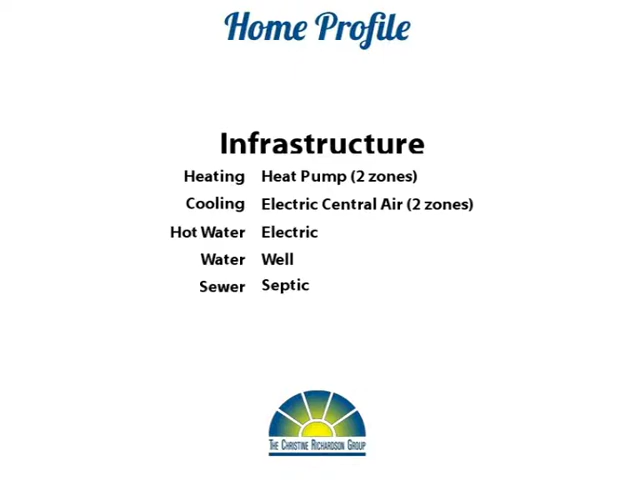 Home Profile
Infrastructure
Heating Heat Pump (2 zones)
Cooling Electric Central Air (2 zones)
Hot Water Electric
Water Well
Sewer Septic
The Christine Richardson Group